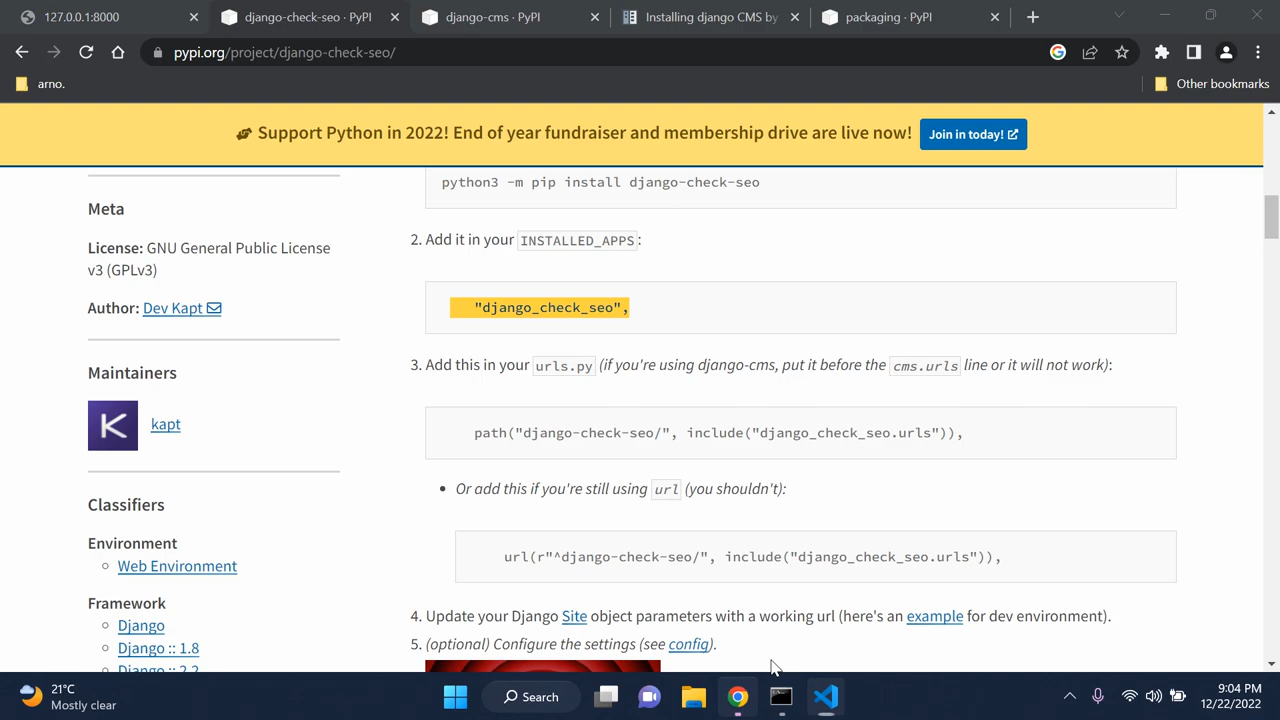 127.0.0.1:8000
django-check-seo · PyPI
django-cms · PyPI
Installing django CMS by
packaging · PyPI
pypi.org/project/django-check-seo/
arno.
Other bookmarks
Support Python in 2022! End of year fundraiser and membership drive are live now!
Join in today!
python3 -m pip install django-check-seo
Meta
License: GNU General Public License
v3 (GPLv3)
Author: Dev Kapt
Maintainers
kapt
Classifiers
Environment
Web Environment
Framework
Django
Django :: 1.8
Django :: 2.2
2. Add it in your INSTALLED_APPS:
"django_check_seo",
3. Add this in your urls.py (if you're using django-cms, put it before the cms.urls line or it will not work):
path("django-check-seo/", include("django_check_seo.urls")),
Or add this if you're still using url (you shouldn't):
url(r"^django-check-seo/", include("django_check_seo.urls")),
4. Update your Django Site object parameters with a working url (here's an example for dev environment).
5. (optional) Configure the settings (see config).
21°C
Mostly clear
Search
9:04 PM
12/22/2022